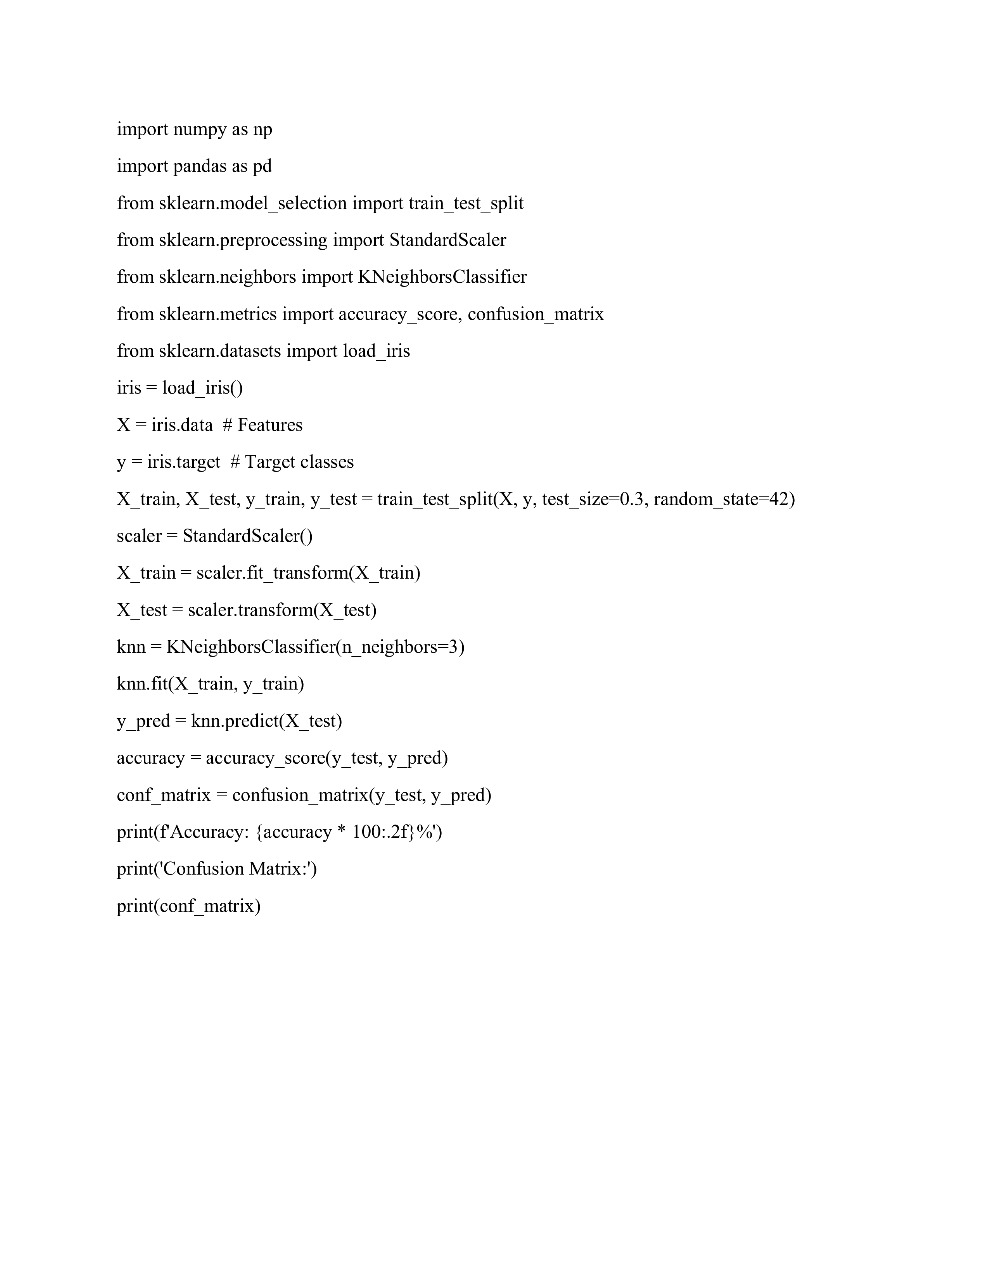 import numpy as np
import pandas as pd
from sklearn.model_selection import train_test_split
from sklearn.preprocessing import StandardScaler
from sklearn.neighbors import KNeighborsClassifier
from sklearn.metrics import accuracy_score, confusion_matrix
from sklearn.datasets import load_iris
iris = load_iris()
X = iris.data  # Features
y = iris.target  # Target classes
X_train, X_test, y_train, y_test = train_test_split(X, y, test_size=0.3, random_state=42)
scaler = StandardScaler()
X_train = scaler.fit_transform(X_train)
X_test = scaler.transform(X_test)
knn = KNeighborsClassifier(n_neighbors=3)
knn.fit(X_train, y_train)
y_pred = knn.predict(X_test)
accuracy = accuracy_score(y_test, y_pred)
conf_matrix = confusion_matrix(y_test, y_pred)
print(f'Accuracy: {accuracy * 100:.2f}%')
print('Confusion Matrix:')
print(conf_matrix)